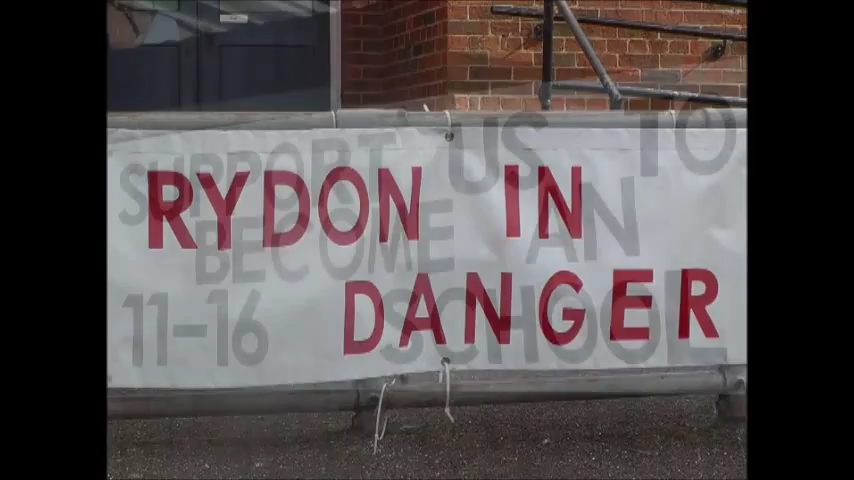 RYDON IN
DANGER
SUPPORT US TO
BECOME AN
11-16 SCHOOL